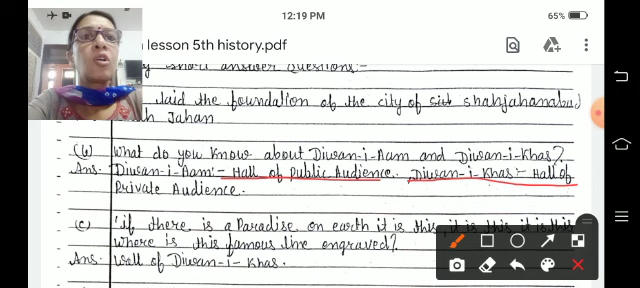 12:19 PM
65%
lesson 5th history.pdf
short answer Questions:-
laid the foundation of the city of shahjahanabad
Jahan
(b) What do you know about Diwan-i-Aam and Diwan-i-Khas?
Ans. Diwan-i-Aam:- Hall of Public Audience. Diwan-i-Khas:- Hall of
Private Audience.
(c) 'If there is a Paradise on earth it is this, it is this, it is this
Where is this famous line engraved?
Ans. Wall of Diwan-i-Khas.